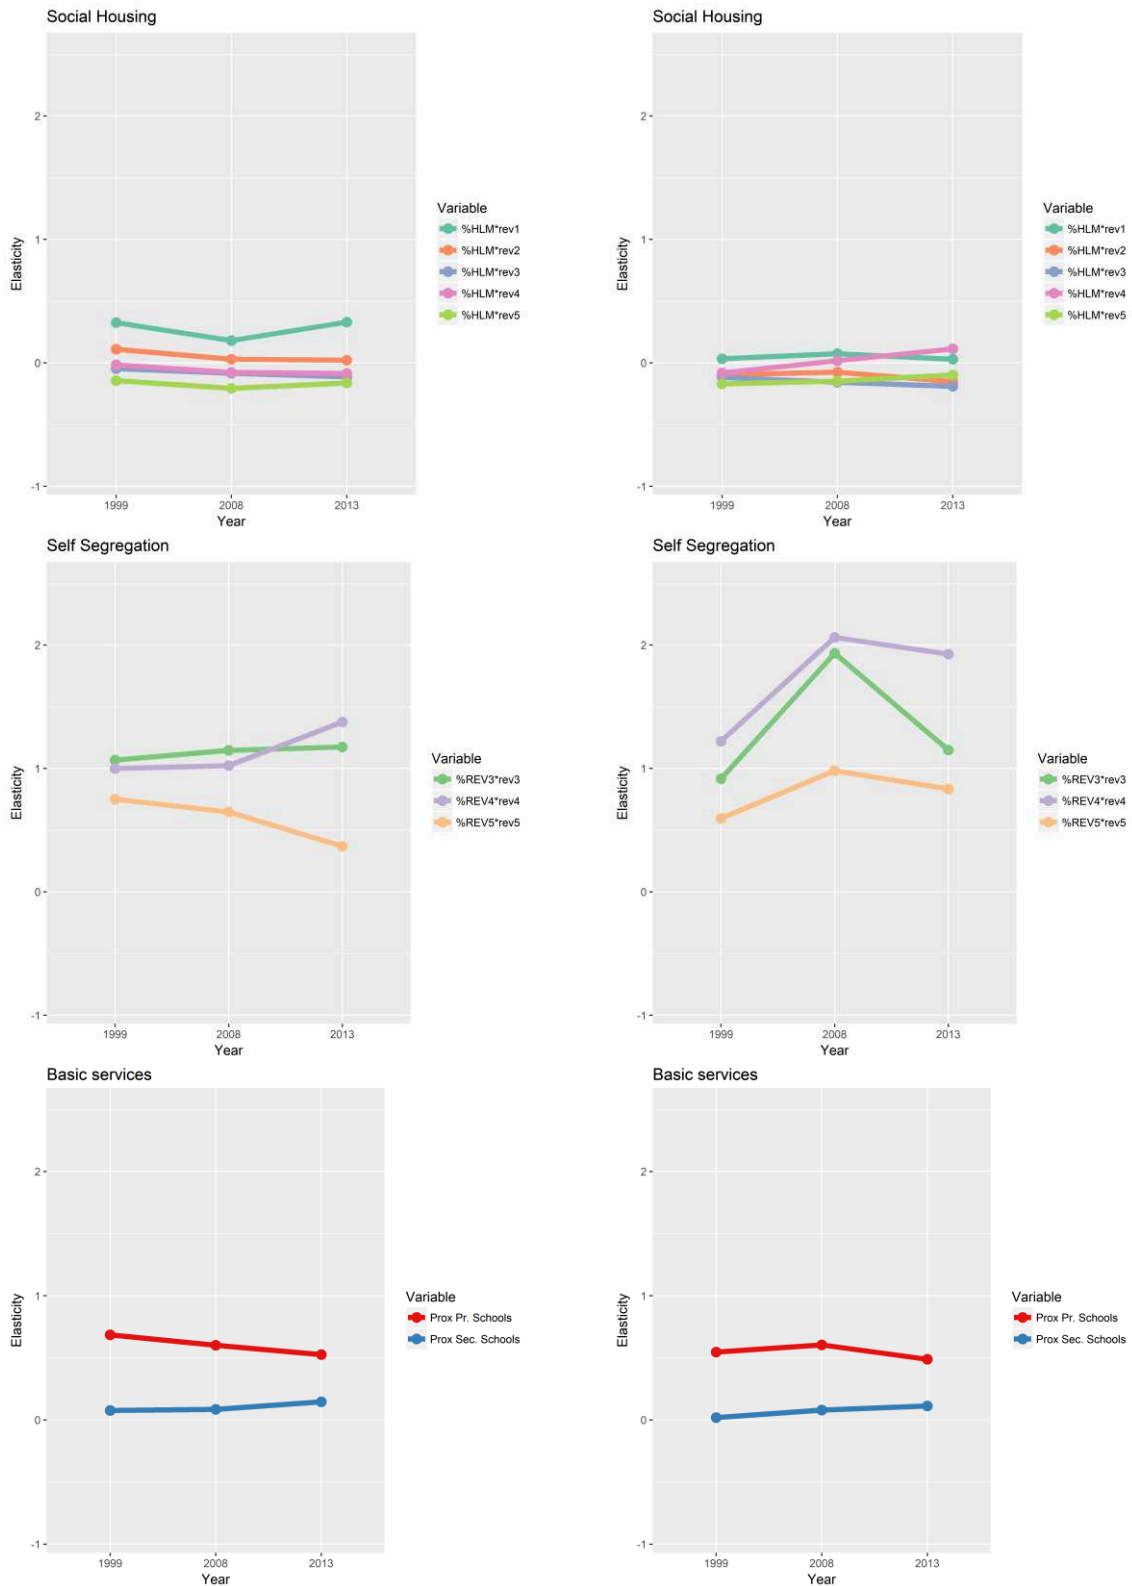 Social Housing
2
1
0
-1
Elasticity
1999
2008
2013
Year
Variable
%HLM*rev1
%HLM*rev2
%HLM*rev3
%HLM*rev4
%HLM*rev5
Social Housing
2
1
0
-1
Elasticity
1999
2008
2013
Year
Variable
%HLM*rev1
%HLM*rev2
%HLM*rev3
%HLM*rev4
%HLM*rev5
Self Segregation
2
1
0
-1
Elasticity
1999
2008
2013
Year
Variable
%REV3*rev3
%REV4*rev4
%REV5*rev5
Self Segregation
2
1
0
-1
Elasticity
1999
2008
2013
Year
Variable
%REV3*rev3
%REV4*rev4
%REV5*rev5
Basic services
2
1
0
-1
Elasticity
1999
2008
2013
Year
Variable
Prox Pr. Schools
Prox Sec. Schools
Basic services
2
1
0
-1
Elasticity
1999
2008
2013
Year
Variable
Prox Pr. Schools
Prox Sec. Schools